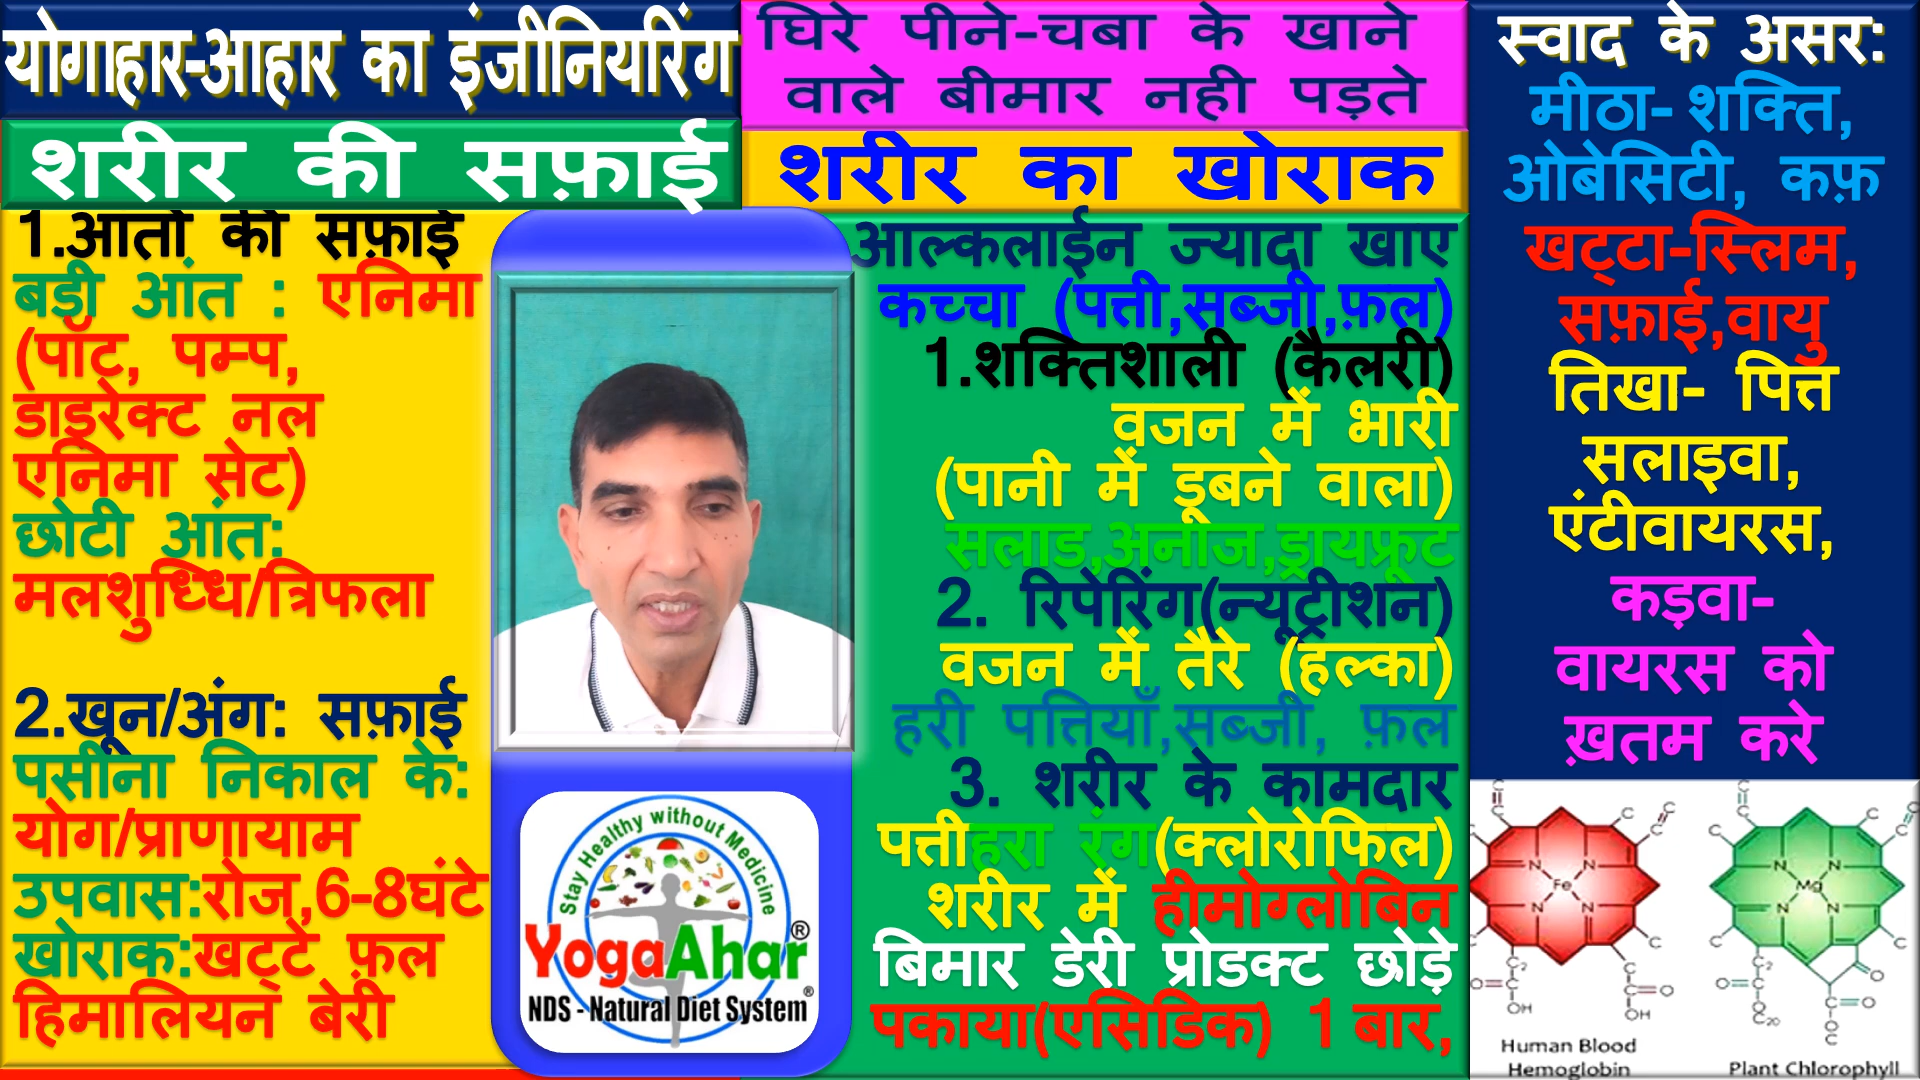 योगाहार-आहार का इंजीनियरिंग
शरीर की सफ़ाई
1.आंतों की सफ़ाई
बड़ी आंत : एनिमा
(पॉट, पम्प,
डाइरेक्ट नल
एनिमा सेट)
छोटी आंत:
मलशुध्धि/त्रिफला
2.खून/अंग: सफ़ाई
पसीना निकाल के:
योग/प्राणायाम
उपवास:रोज,6-8घंटे
खोराक:खट्टे फ़ल
हिमालियन बेरी
Stay Healthy without Medicine
YogaAhar®
NDS - Natural Diet System®
घिरे पीने-चबा के खाने
वाले बीमार नही पड़ते
शरीर का खोराक
आल्कलाईन ज्यादा खाए
कच्चा (पत्ती,सब्जी,फ़ल)
1.शक्तिशाली (कैलरी)
वजन में भारी
(पानी में डूबने वाला)
सलाड,अनाज,ड्रायफ्रूट
2. रिपेरिंग(न्यूट्रीशन)
वजन में तैरे (हल्का)
हरी पत्तियाँ,सब्जी, फ़ल
3. शरीर के कामदार
पत्तीहरा रंग(क्लोरोफिल)
शरीर में हीमोग्लोबिन
बिमार डेरी प्रोडक्ट छोड़े
पकाया(एसिडिक) 1 बार,
स्वाद के असर:
मीठा- शक्ति,
ओबेसिटी, कफ़
खट्टा-स्लिम,
सफ़ाई,वायु
तिखा- पित्त
सलाइवा,
एंटीवायरस,
कड़वा-
वायरस को
ख़तम करे
Fe
N N
N N
Mg
N N
N N
Human Blood
Hemoglobin
Plant Chlorophyll